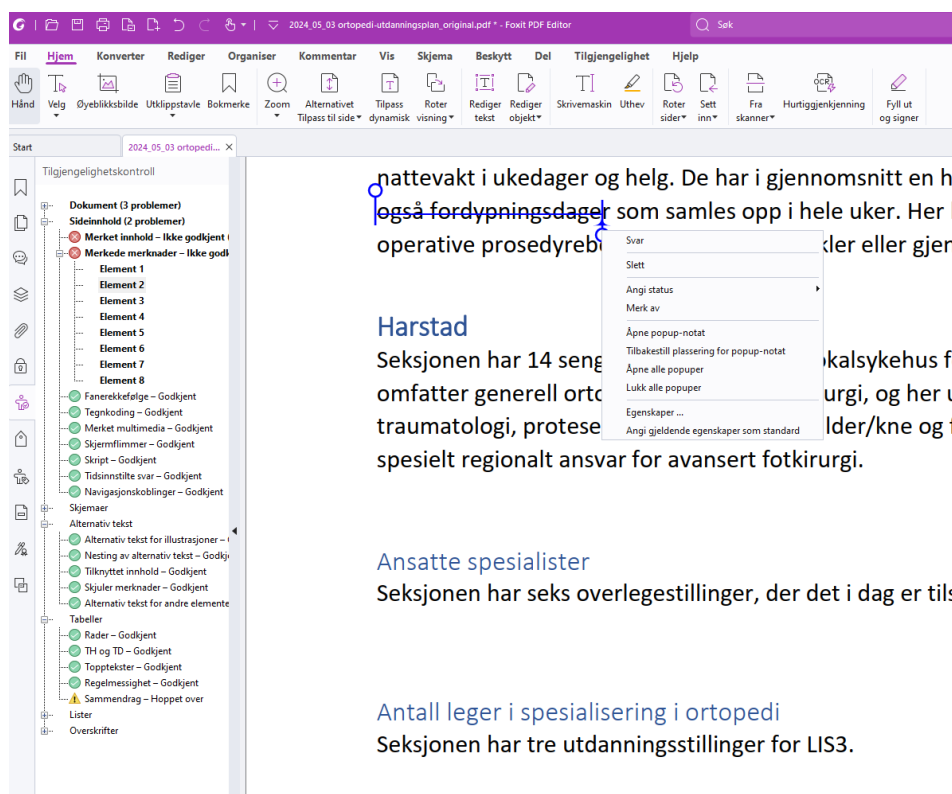 2024_05_03 ortopedi-utdanningsplan_original.pdf * - Foxit PDF Editor
Søk
Fil Hjem Konverter Rediger Organiser Kommentar Vis Skjema Beskytt Del Tilgjengelighet Hjelp
Hånd Velg Øyeblikksbilde Utklippstavle Bokmerke Zoom Alternativet Tilpass til side Tilpass dynamisk Roter visning Rediger tekst Rediger objekt Skrivemaskin Uthev Roter sider Sett inn Fra skanner OCR Hurtiggjenkjenning Fyll ut og signer
Start
2024_05_03 ortopedi...
Tilgjengelighetskontroll
Dokument (3 problemer)
Sideinnhold (2 problemer)
Merket innhold – Ikke godkjent (
Merkede merknader – Ikke godk
Element 1
Element 2
Element 3
Element 4
Element 5
Element 6
Element 7
Element 8
Fanerekkefølge – Godkjent
Tegnkoding – Godkjent
Merket multimedia – Godkjent
Skjermflimmer – Godkjent
Skript – Godkjent
Tidsinnstilte svar – Godkjent
Navigasjonskoblinger – Godkjent
Skjemaer
Alternativ tekst
Alternativ tekst for illustrasjoner –
Nesting av alternativ tekst – Godkj
Tilknyttet innhold – Godkjent
Skjuler merknader – Godkjent
Alternativ tekst for andre elemente
Tabeller
Rader – Godkjent
TH og TD – Godkjent
Topptekster – Godkjent
Regelmessighet – Godkjent
Sammendrag – Hoppet over
Lister
Overskrifter
nattevakt i ukedager og helg. De har i gjennomsnitt en h
også fordypningsdager som samles opp i hele uker. Her
operative prosedyreb kler eller gjen
Harstad
Seksjonen har 14 seng okalsykehus f
omfatter generell orto urgi, og her u
traumatologi, protese lder/kne og f
spesielt regionalt ansvar for avansert fotkirurgi.
Svar
Slett
Angi status
Merk av
Åpne popup-notat
Tilbakestill plassering for popup-notat
Åpne alle popuper
Lukk alle popuper
Egenskaper ...
Angi gjeldende egenskaper som standard
Ansatte spesialister
Seksjonen har seks overlegestillinger, der det i dag er tils
Antall leger i spesialisering i ortopedi
Seksjonen har tre utdanningsstillinger for LIS3.